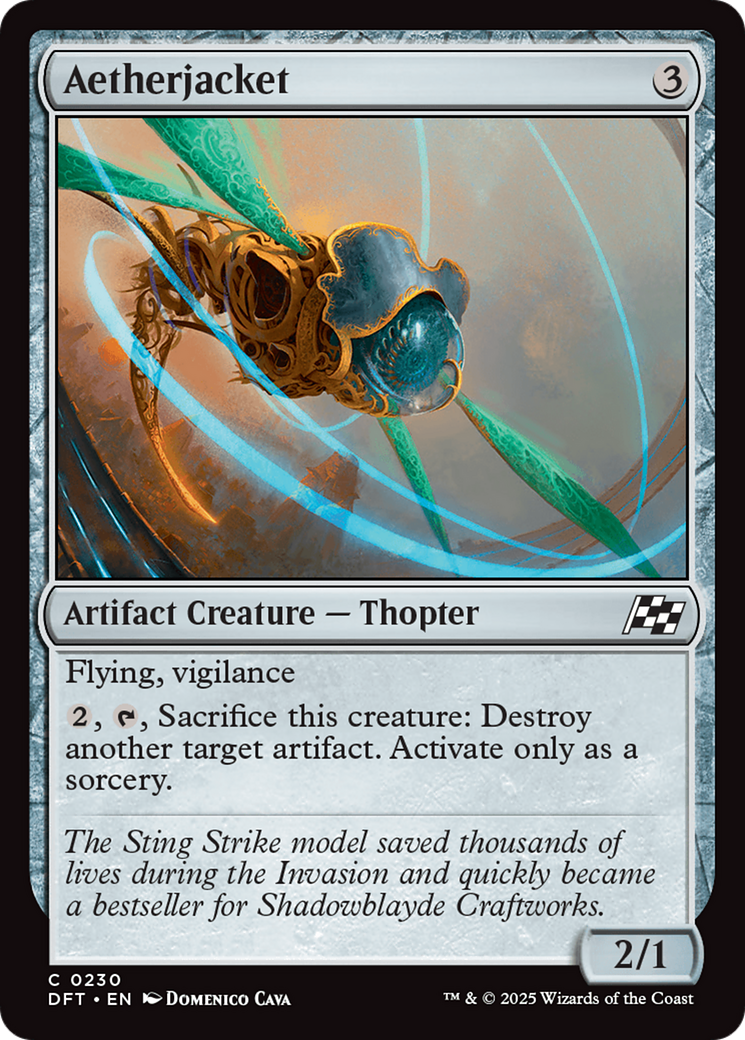 Aetherjacket
3
Artifact Creature — Thopter
Flying, vigilance
2, , Sacrifice this creature: Destroy
another target artifact. Activate only as a
sorcery.
The Sting Strike model saved thousands of
lives during the Invasion and quickly became
a bestseller for Shadowblayde Craftworks.
2/1
C 0230
DFT • EN Domenico Cava
™ & © 2025 Wizards of the Coast